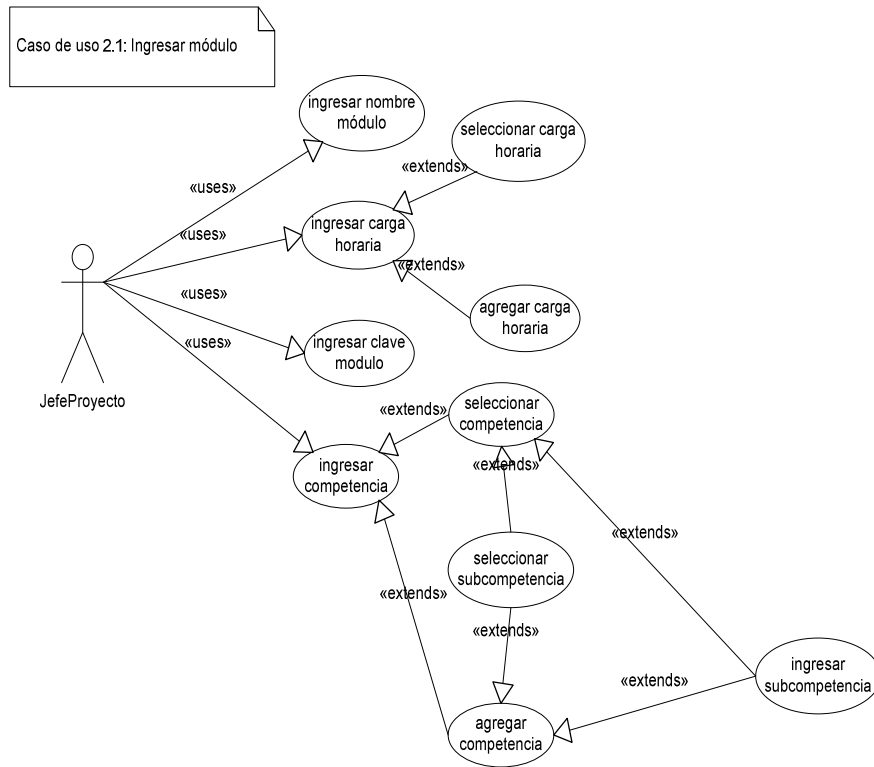 Caso de uso 2.1: Ingresar módulo
ingresar nombre
módulo
seleccionar carga
horaria
«extends»
«uses»
ingresar carga
horaria
«uses»
«extends»
agregar carga
horaria
«uses»
ingresar clave
modulo
«uses»
JefeProyecto
seleccionar
competencia
«extends»
ingresar
competencia
«extends»
«extends»
seleccionar
subcompetencia
«extends»
«extends»
ingresar
subcompetencia
«extends»
agregar
competencia